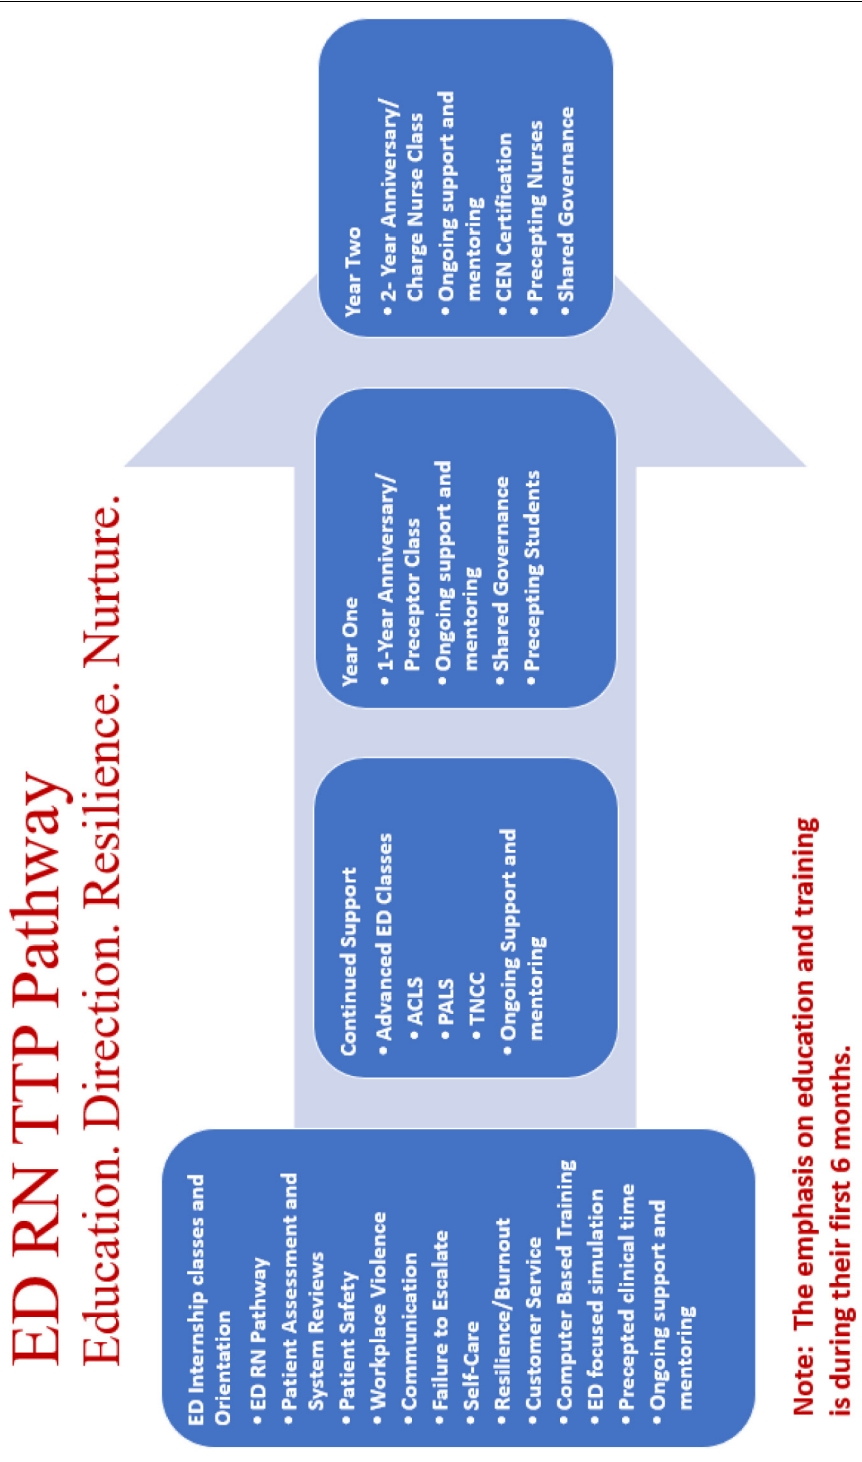 ED RN TTP Pathway
Education. Direction. Resilience. Nurture.
ED Internship classes and
Orientation
• ED RN Pathway
• Patient Assessment and
System Reviews
• Patient Safety
• Workplace Violence
• Communication
• Failure to Escalate
• Self-Care
• Resilience/Burnout
• Customer Service
• Computer Based Training
• ED focused simulation
• Precepted clinical time
• Ongoing support and
mentoring
Continued Support
• Advanced ED Classes
• ACLS
• PALS
• TNCC
• Ongoing Support and
mentoring
Year One
• 1-Year Anniversary/
Preceptor Class
• Ongoing support and
mentoring
• Shared Governance
• Precepting Students
Year Two
• 2- Year Anniversary/
Charge Nurse Class
• Ongoing support and
mentoring
• CEN Certification
• Precepting Nurses
• Shared Governance
Note:  The emphasis on education and training
is during their first 6 months.